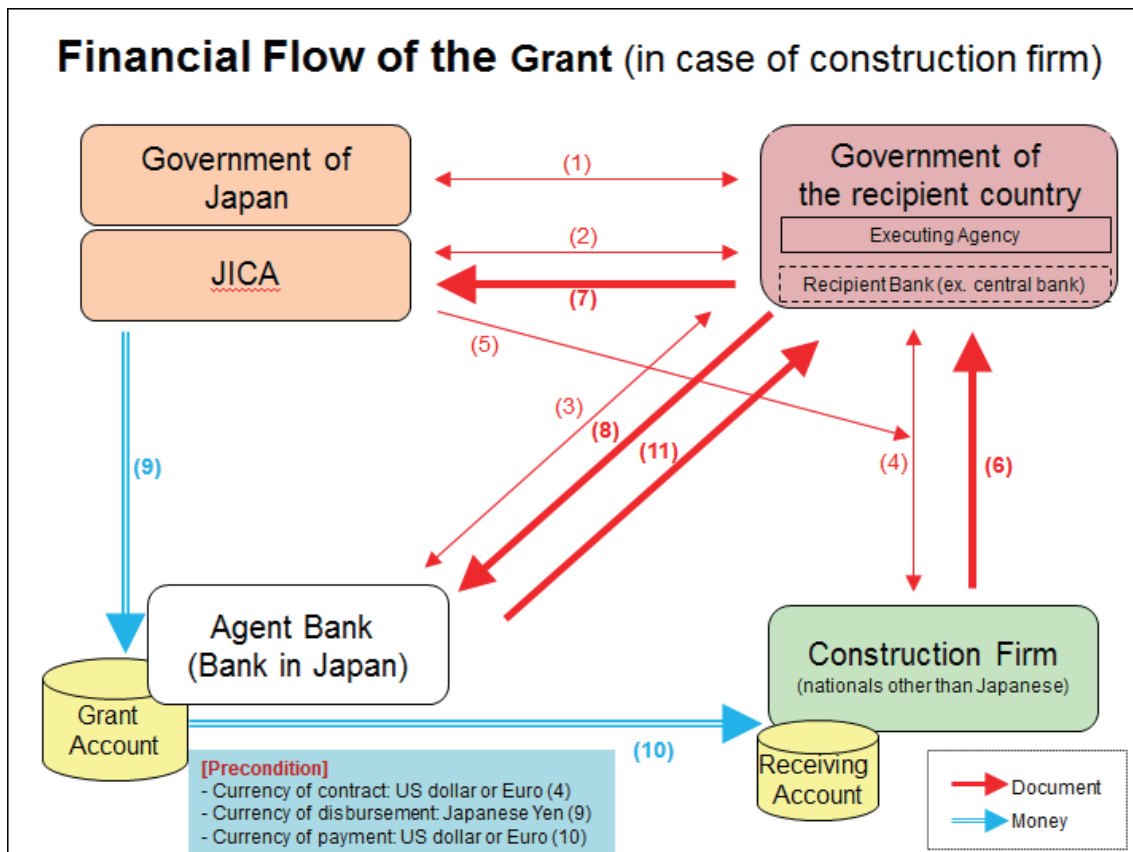 Financial Flow of the Grant (in case of construction firm)
Government of
Japan
(1)
Government of
the recipient country
Executing Agency
Recipient Bank (ex. central bank)
JICA
(2)
(7)
(5)
(3)
(8)
(11)
(4)
(6)
(9)
Agent Bank
(Bank in Japan)
Construction Firm
(nationals other than Japanese)
Grant
Account
(10)
Receiving
Account
[Precondition]
- Currency of contract: US dollar or Euro (4)
- Currency of disbursement: Japanese Yen (9)
- Currency of payment: US dollar or Euro (10)
Document
Money